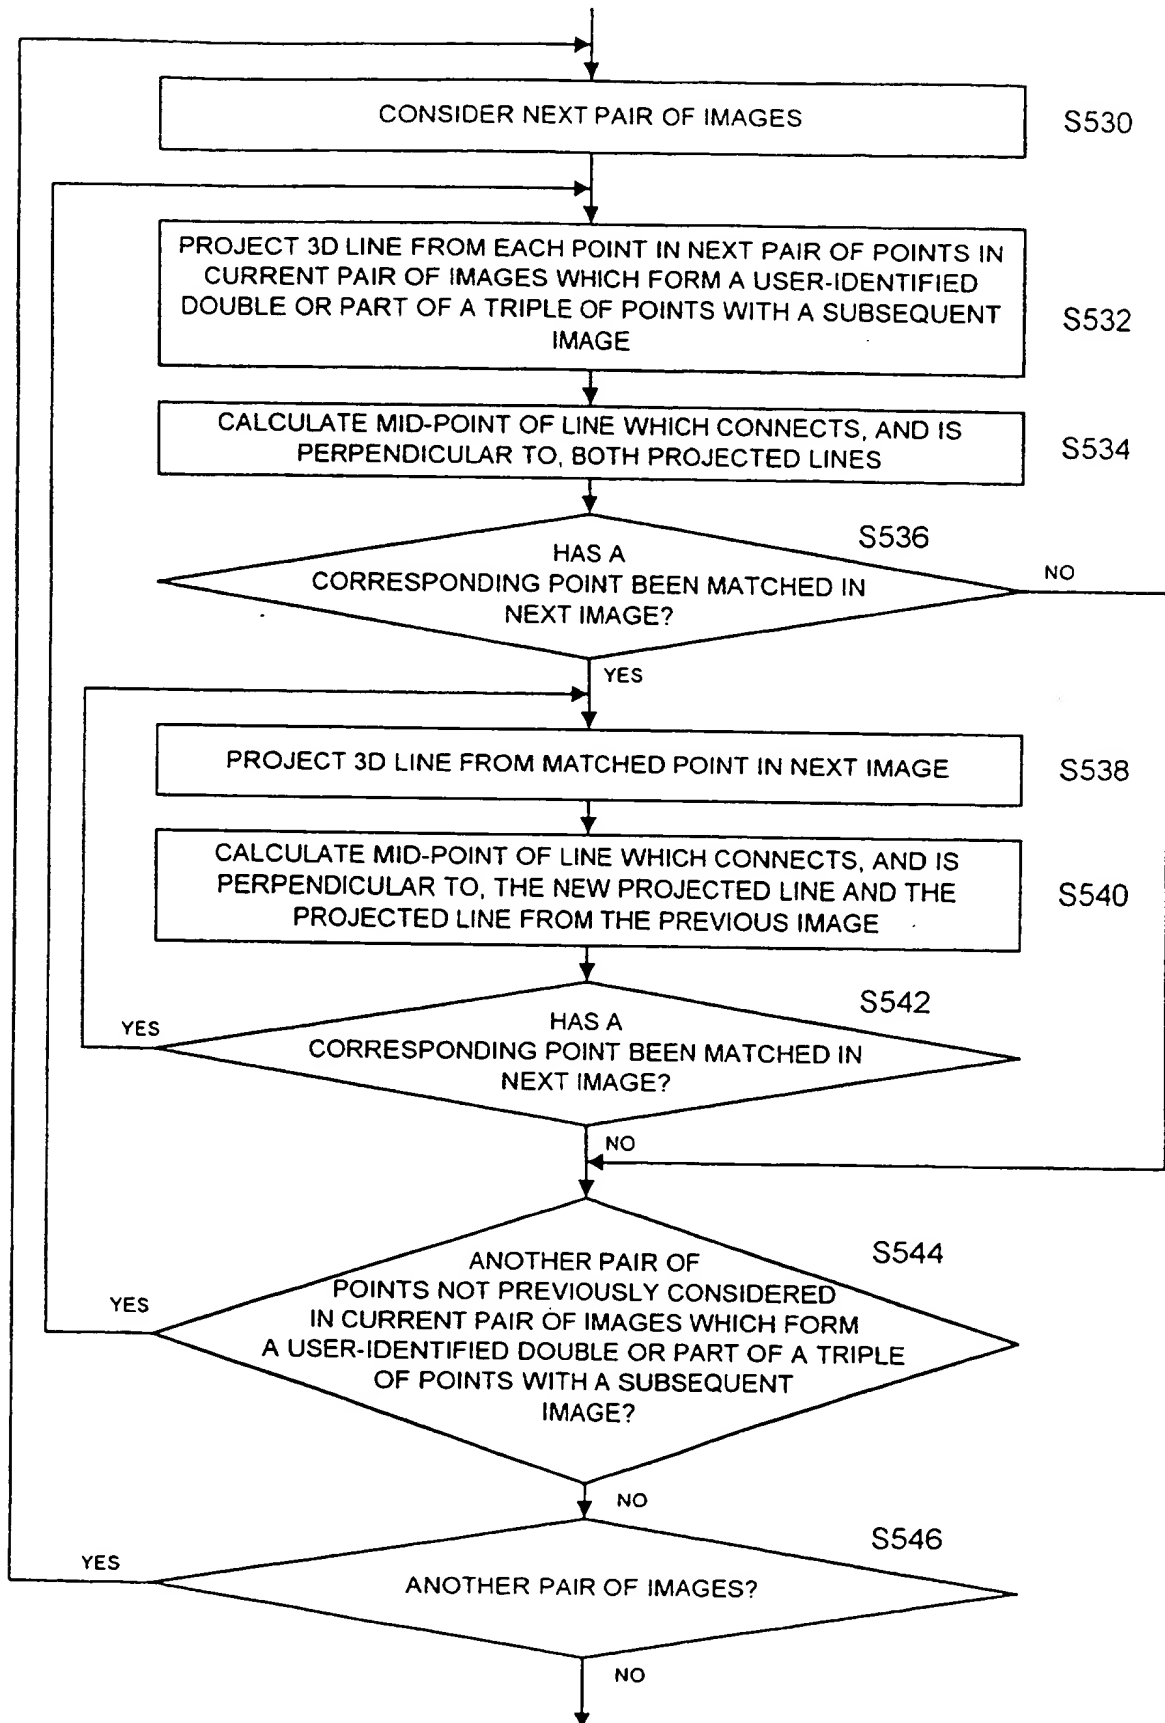 CONSIDER NEXT PAIR OF IMAGES
S530
PROJECT 3D LINE FROM EACH POINT IN NEXT PAIR OF POINTS IN
CURRENT PAIR OF IMAGES WHICH FORM A USER-IDENTIFIED
DOUBLE OR PART OF A TRIPLE OF POINTS WITH A SUBSEQUENT
IMAGE
S532
CALCULATE MID-POINT OF LINE WHICH CONNECTS, AND IS
PERPENDICULAR TO, BOTH PROJECTED LINES
S534
S536
HAS A
CORRESPONDING POINT BEEN MATCHED IN
NEXT IMAGE?
NO
YES
PROJECT 3D LINE FROM MATCHED POINT IN NEXT IMAGE
S538
CALCULATE MID-POINT OF LINE WHICH CONNECTS, AND IS
PERPENDICULAR TO, THE NEW PROJECTED LINE AND THE
PROJECTED LINE FROM THE PREVIOUS IMAGE
S540
S542
YES
HAS A
CORRESPONDING POINT BEEN MATCHED IN
NEXT IMAGE?
NO
S544
YES
ANOTHER PAIR OF
POINTS NOT PREVIOUSLY CONSIDERED
IN CURRENT PAIR OF IMAGES WHICH FORM
A USER-IDENTIFIED DOUBLE OR PART OF A TRIPLE
OF POINTS WITH A SUBSEQUENT
IMAGE?
NO
S546
YES
ANOTHER PAIR OF IMAGES?
NO